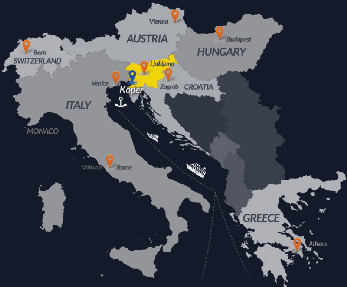 Vienna
Bern
AUSTRIA
Budapest
HUNGARY
SWITZERLAND
Ljubljana
Venice
Zagreb
Koper
CROATIA
ITALY
MONACO
Vatican
Rome
GREECE
Athens